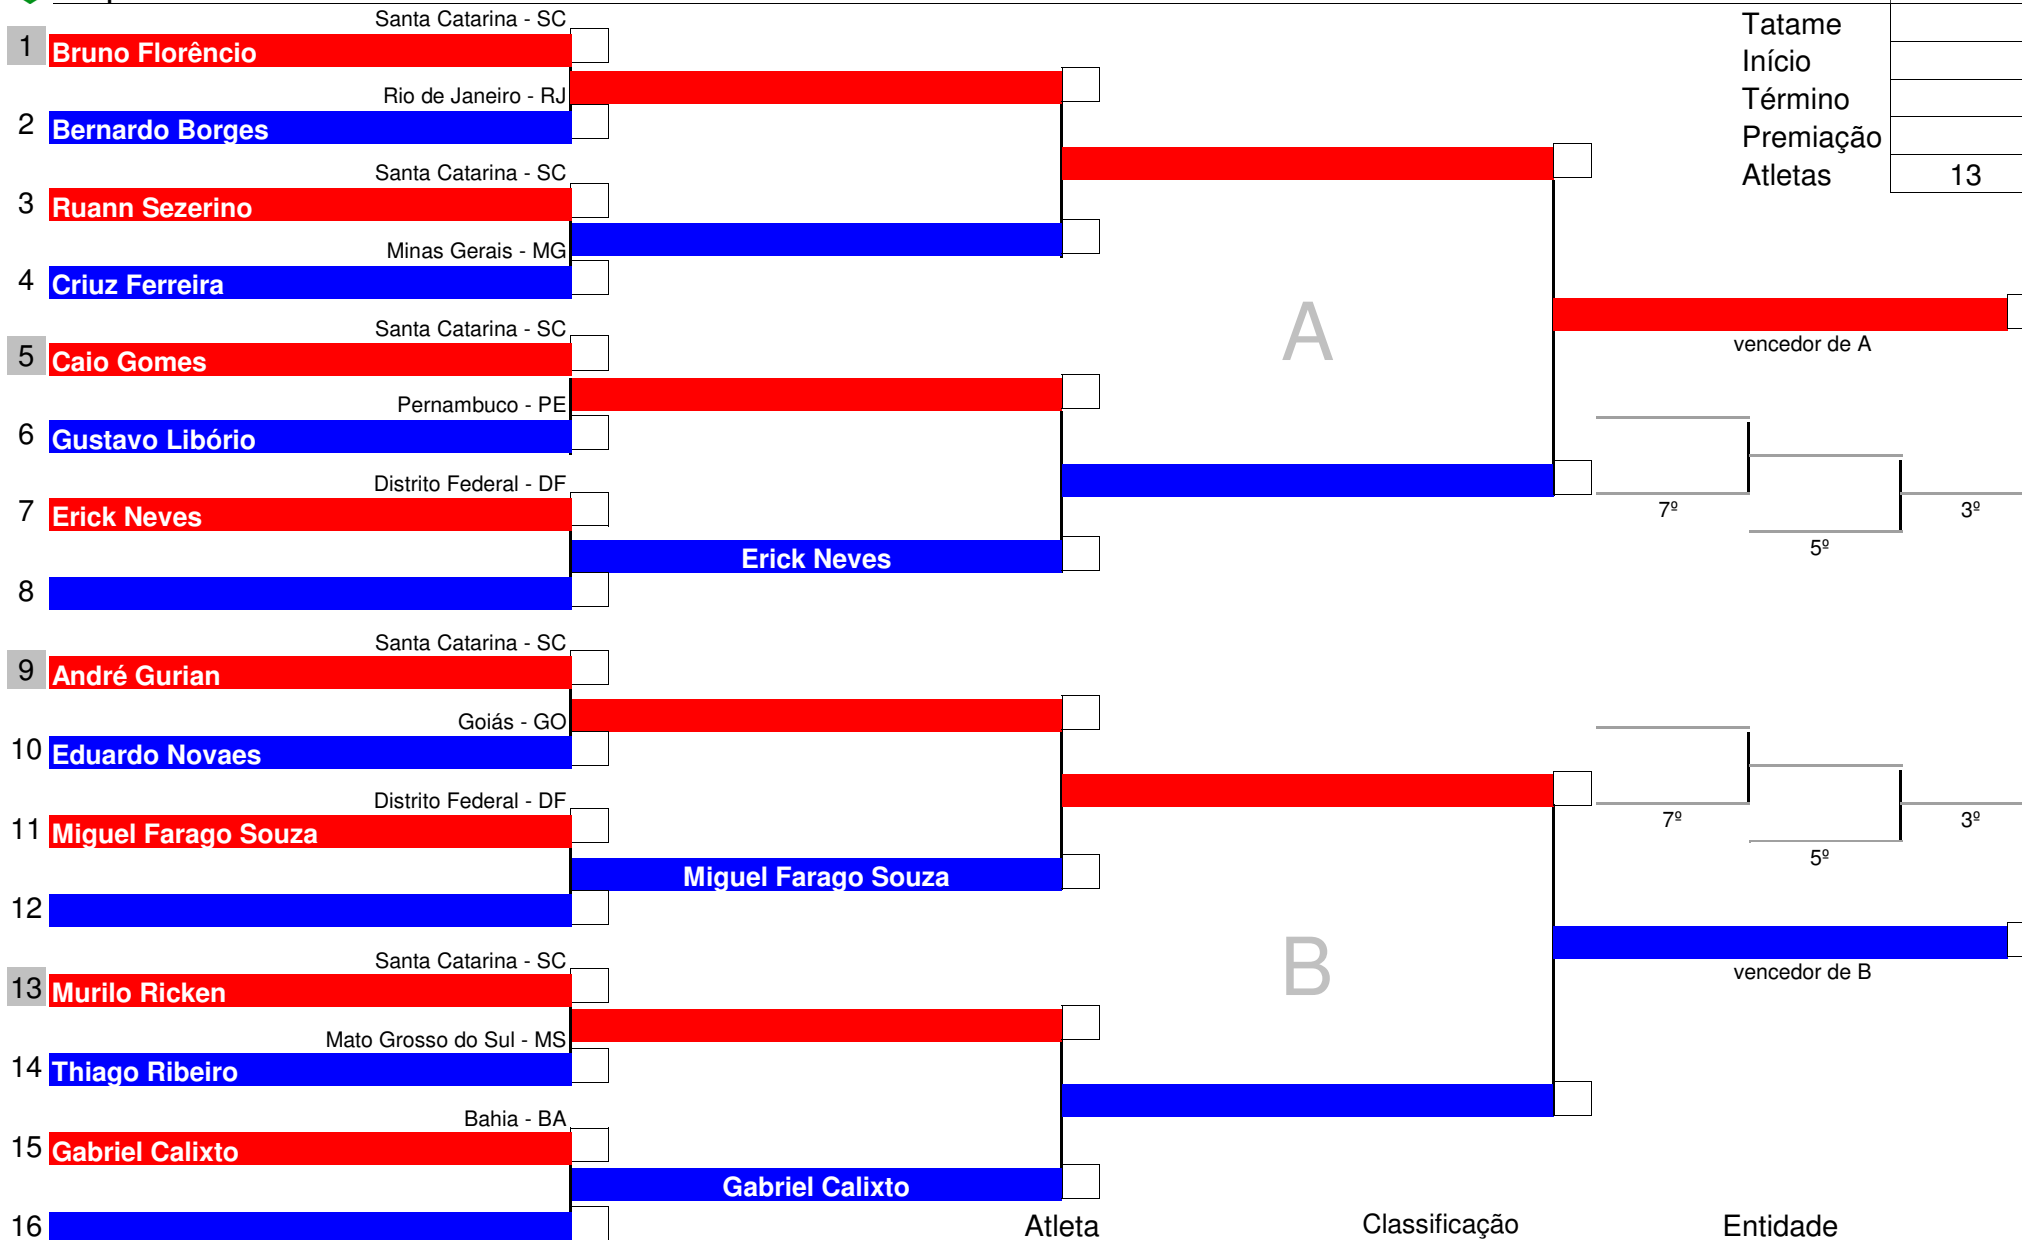 Santa Catarina - SC
1 Bruno Florêncio
Rio de Janeiro - RJ
2 Bernardo Borges
Santa Catarina - SC
3 Ruann Sezerino
Minas Gerais - MG
4 Criuz Ferreira
Santa Catarina - SC
5 Caio Gomes
Pernambuco - PE
6 Gustavo Libório
Distrito Federal - DF
7 Erick Neves
Erick Neves
8
Santa Catarina - SC
9 André Gurian
Goiás - GO
10 Eduardo Novaes
Distrito Federal - DF
11 Miguel Farago Souza
Miguel Farago Souza
12
Santa Catarina - SC
13 Murilo Ricken
Mato Grosso do Sul - MS
14 Thiago Ribeiro
Bahia - BA
15 Gabriel Calixto
Gabriel Calixto
16
A
B
Tatame
Início
Término
Premiação
Atletas 13
vencedor de A
7º 3º
5º
7º 3º
5º
vencedor de B
Atleta Classificação Entidade